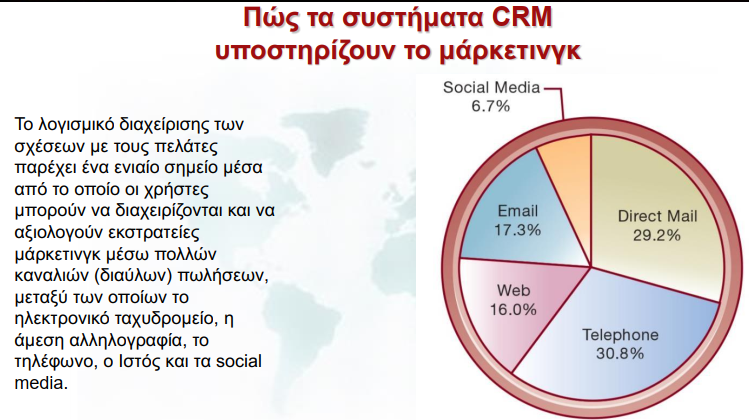 Πώς τα συστήματα CRM
υποστηρίζουν το μάρκετινγκ
Το λογισμικό διαχείρισης των
σχέσεων με τους πελάτες
παρέχει ένα ενιαίο σημείο μέσα
από το οποίο οι χρήστες
μπορούν να διαχειρίζονται και να
αξιολογούν εκστρατείες
μάρκετινγκ μέσω πολλών
καναλιών (διαύλων) πωλήσεων,
μεταξύ των οποίων το
ηλεκτρονικό ταχυδρομείο, η
άμεση αλληλογραφία, το
τηλέφωνο, ο Ιστός και τα social
media.
Social Media
6.7%
Email
17.3%
Direct Mail
29.2%
Web
16.0%
Telephone
30.8%